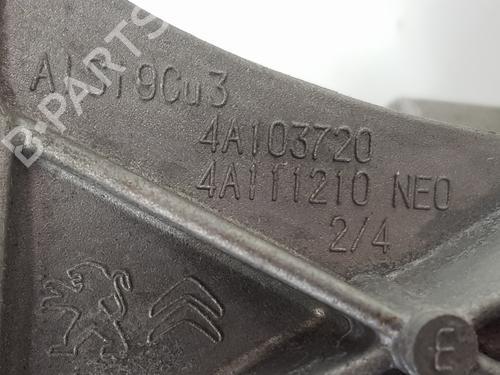 AlSi9Cu3
4A103720
4A111210 NEO
2/4
E
B-PARTS